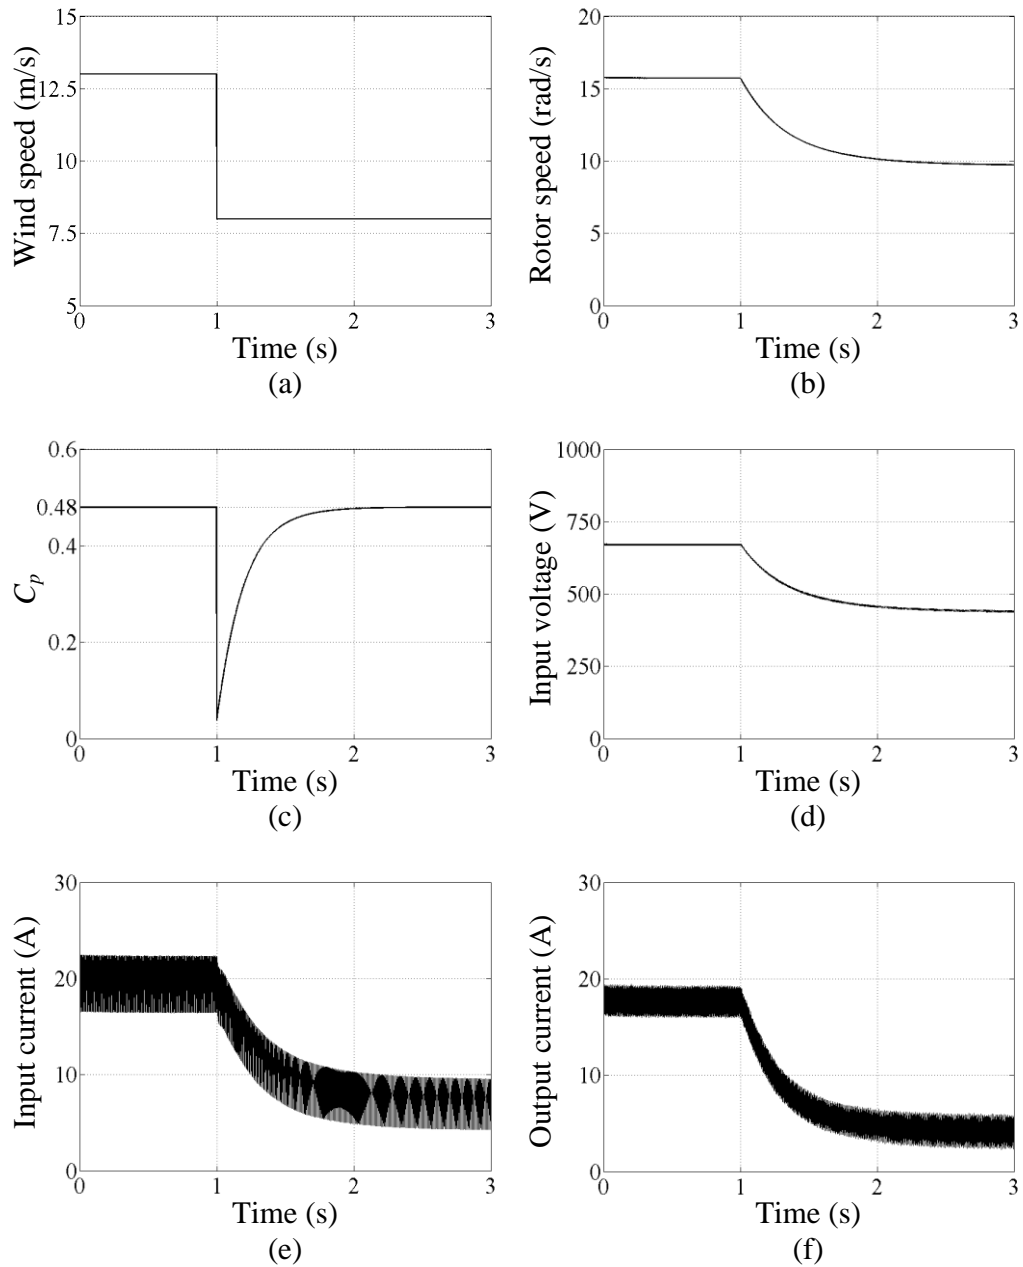 15
12.5
10
7.5
5
0
1
2
3
Wind speed (m/s)
Time (s)
(a)
20
15
10
5
0
0
1
2
3
Rotor speed (rad/s)
Time (s)
(b)
0.6
0.48
0.4
0.2
0
0
1
2
3
Cp
Time (s)
(c)
1000
750
500
250
0
0
1
2
3
Input voltage (V)
Time (s)
(d)
30
20
10
0
0
1
2
3
Input current (A)
Time (s)
(e)
30
20
10
0
0
1
2
3
Output current (A)
Time (s)
(f)